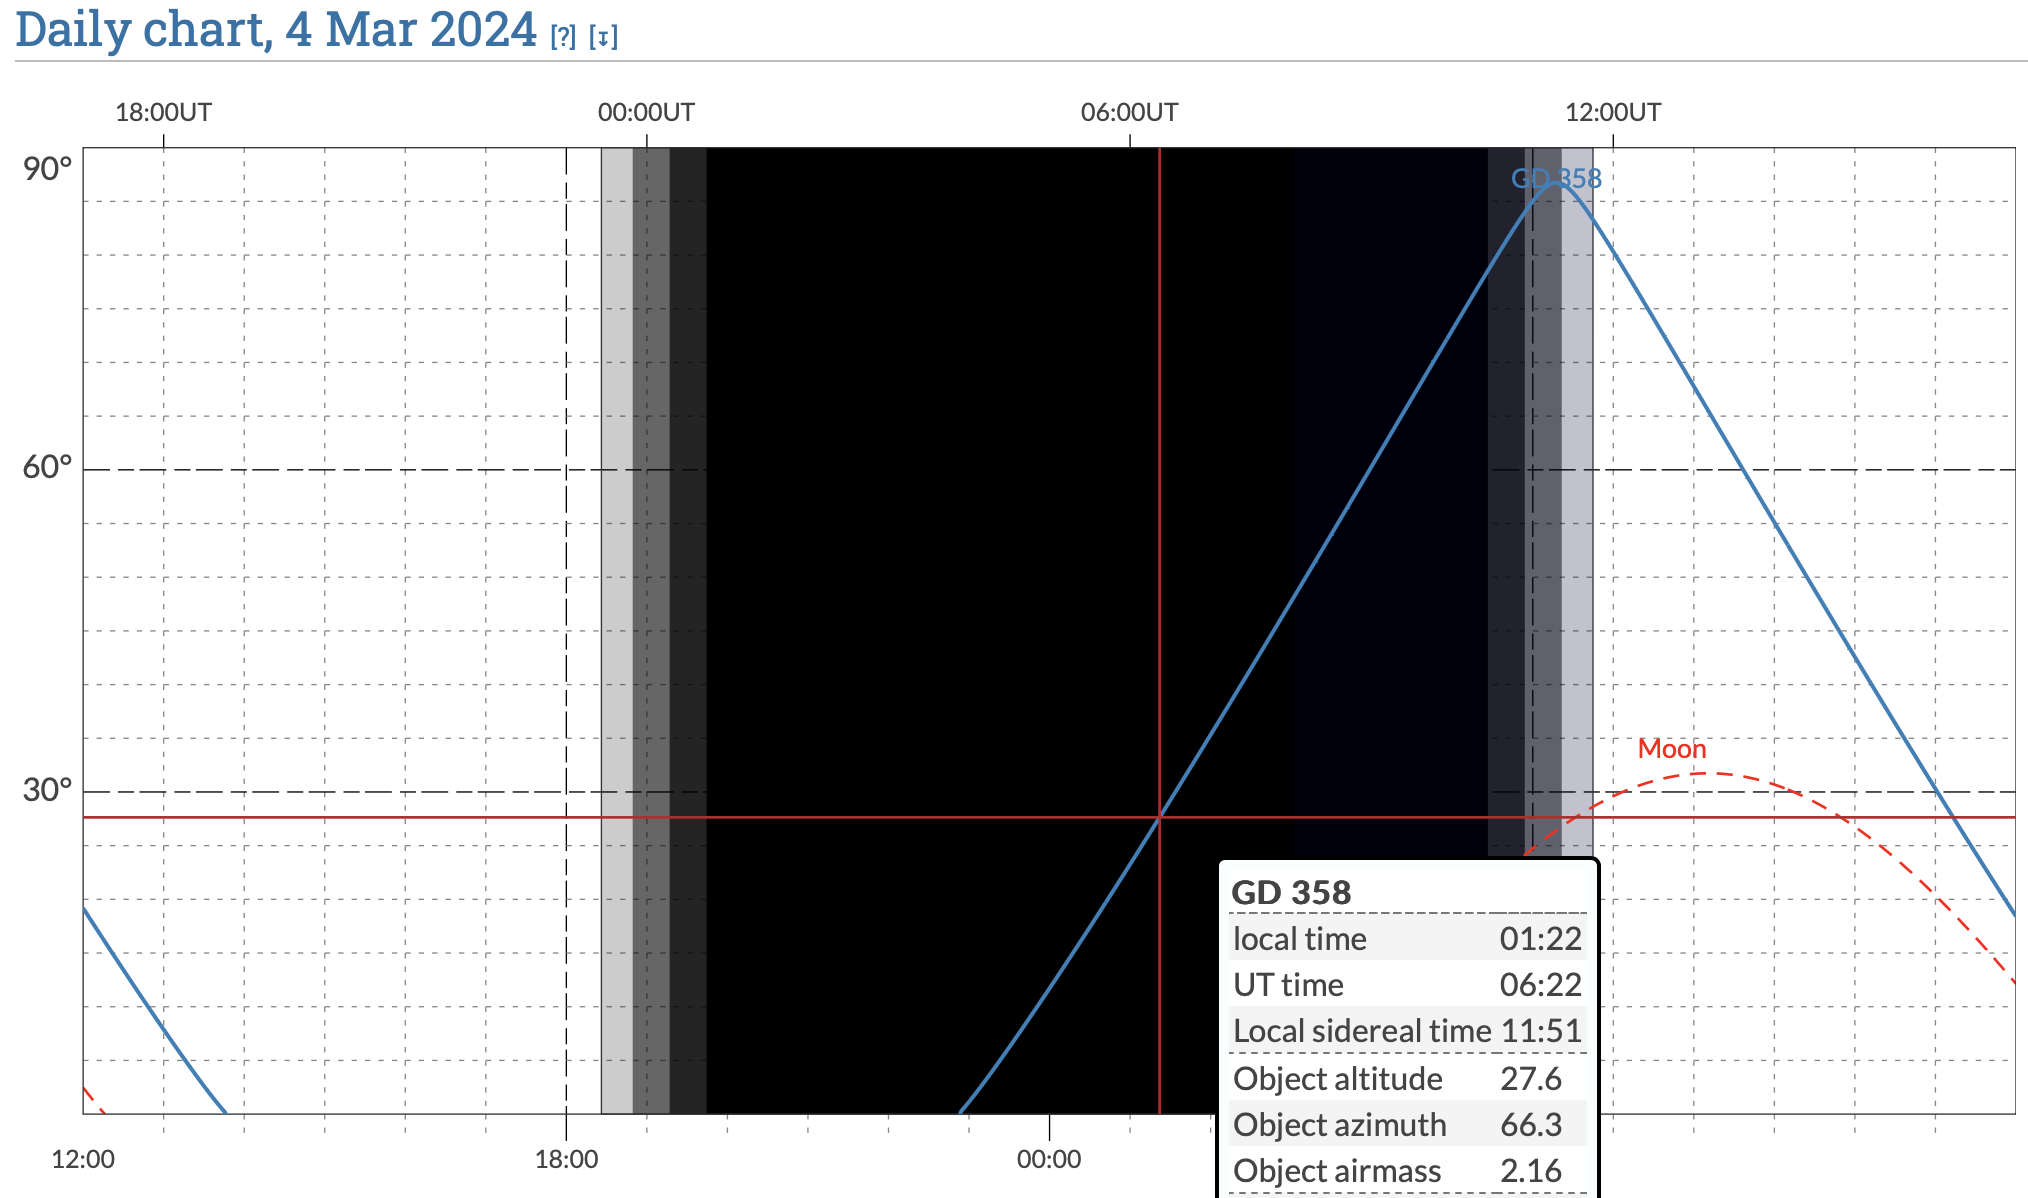 Daily chart, 4 Mar 2024 [?] [↧]
18:00UT 00:00UT 06:00UT 12:00UT
90°
GD 358
60°
Moon
30°
GD 358
local time 01:22
UT time 06:22
Local sidereal time 11:51
Object altitude 27.6
Object azimuth 66.3
Object airmass 2.16
12:00 18:00 00:00